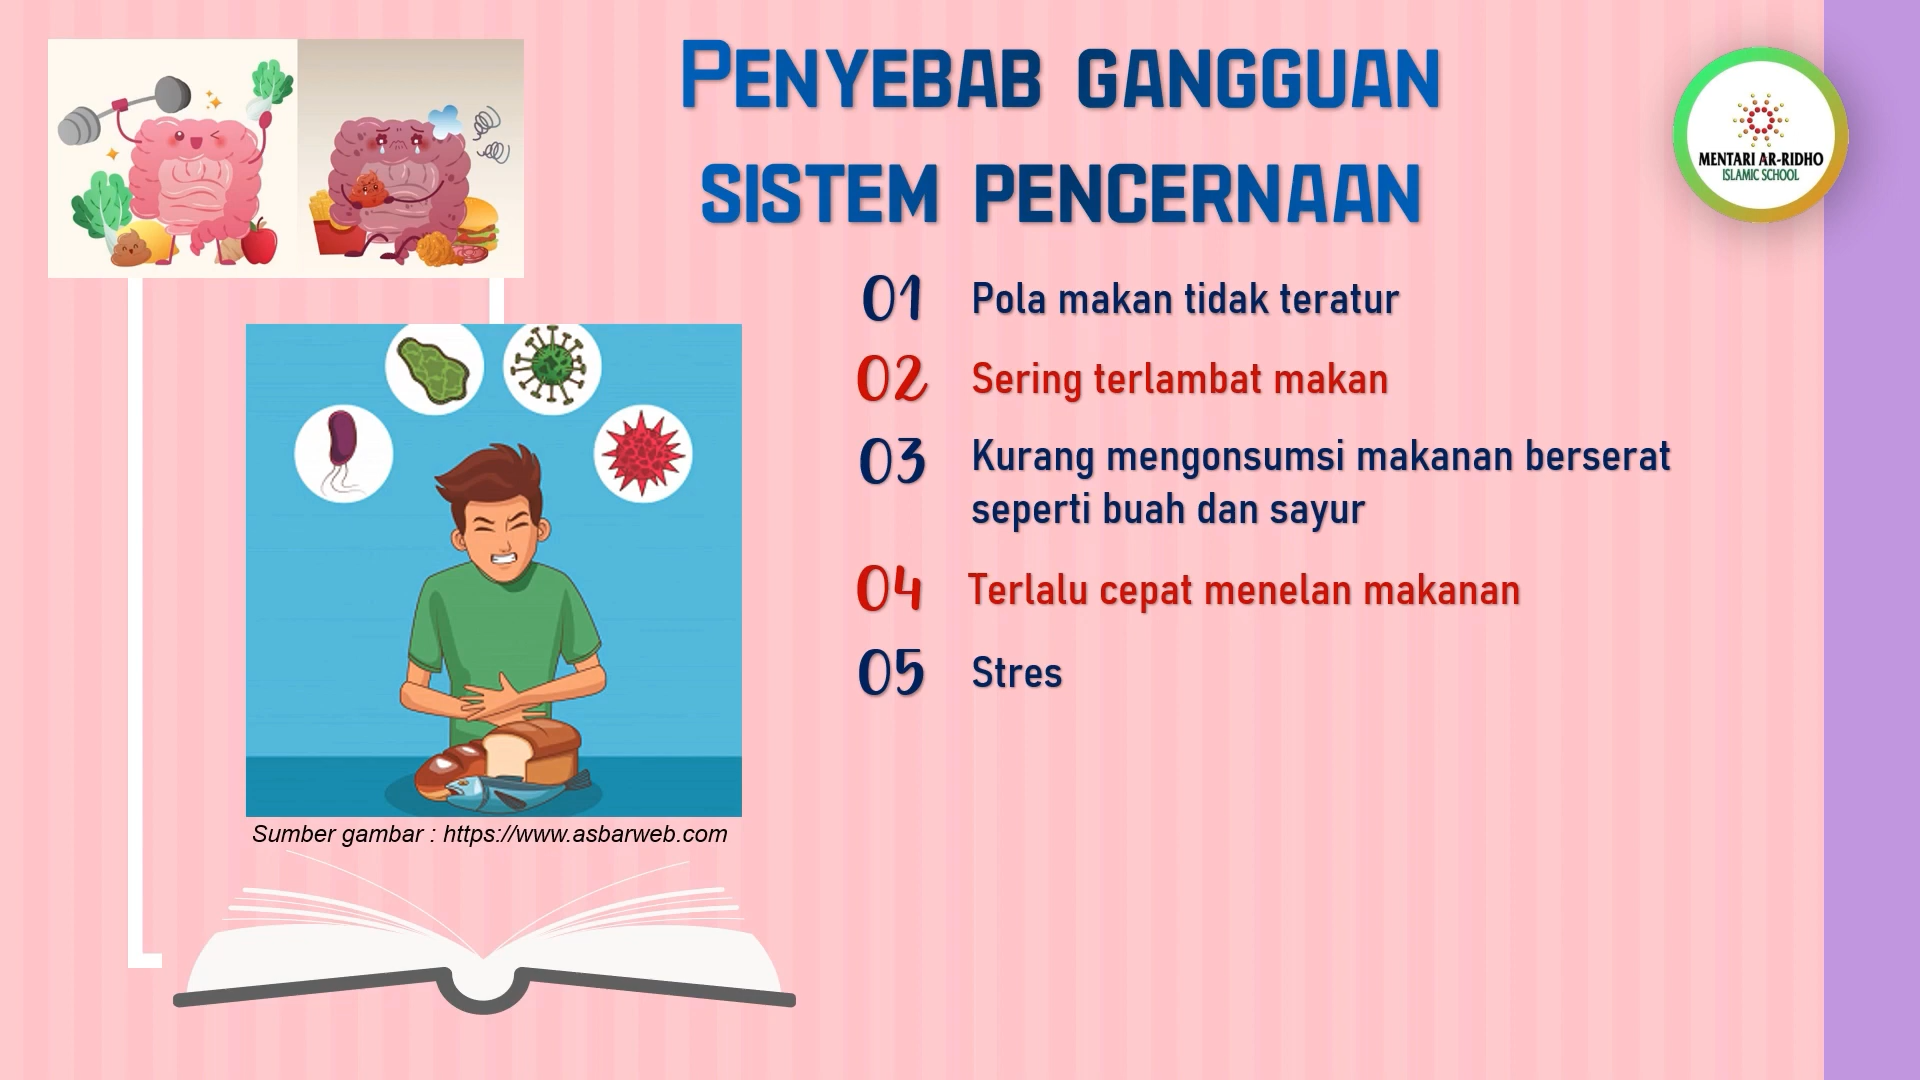 Penyebab gangguan
sistem pencernaan
MENTARI AR-RIDHO
ISLAMIC SCHOOL
01 Pola makan tidak teratur
02 Sering terlambat makan
03 Kurang mengonsumsi makanan berserat
seperti buah dan sayur
04 Terlalu cepat menelan makanan
05 Stres
Sumber gambar : https://www.asbarweb.com